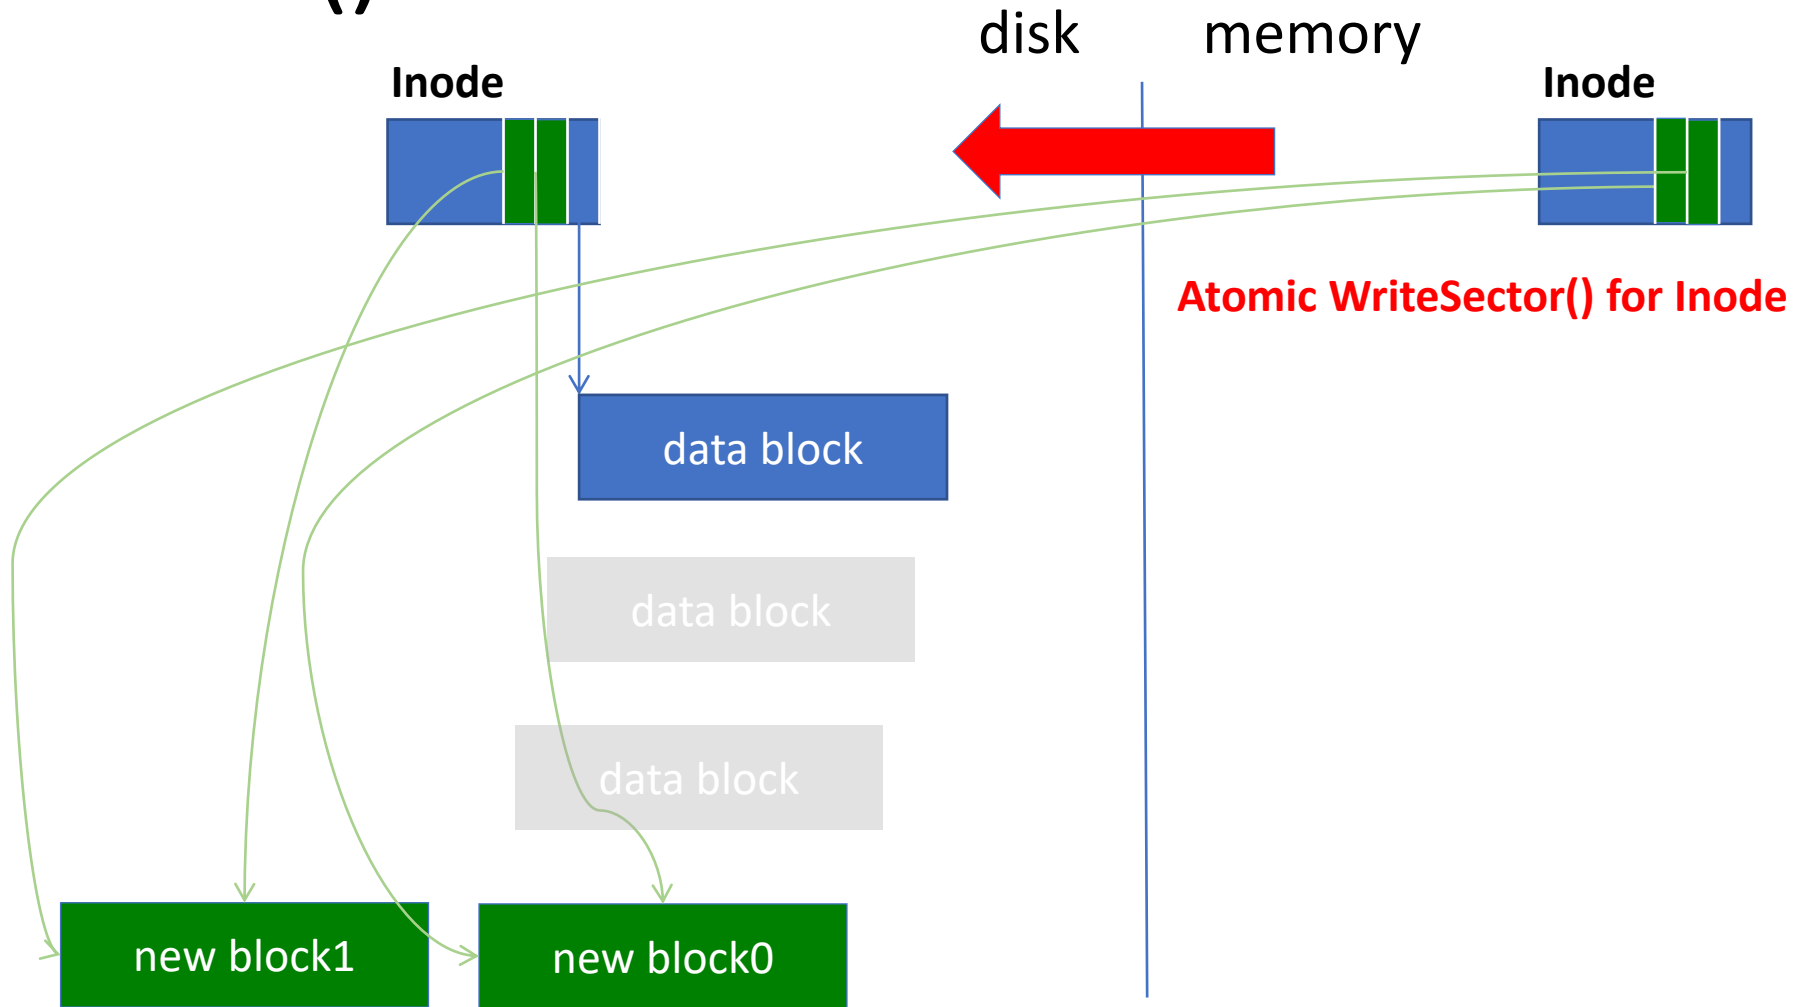 ()
disk
memory
Inode
Inode
Atomic WriteSector() for Inode
data block
data block
data block
new block1
new block0